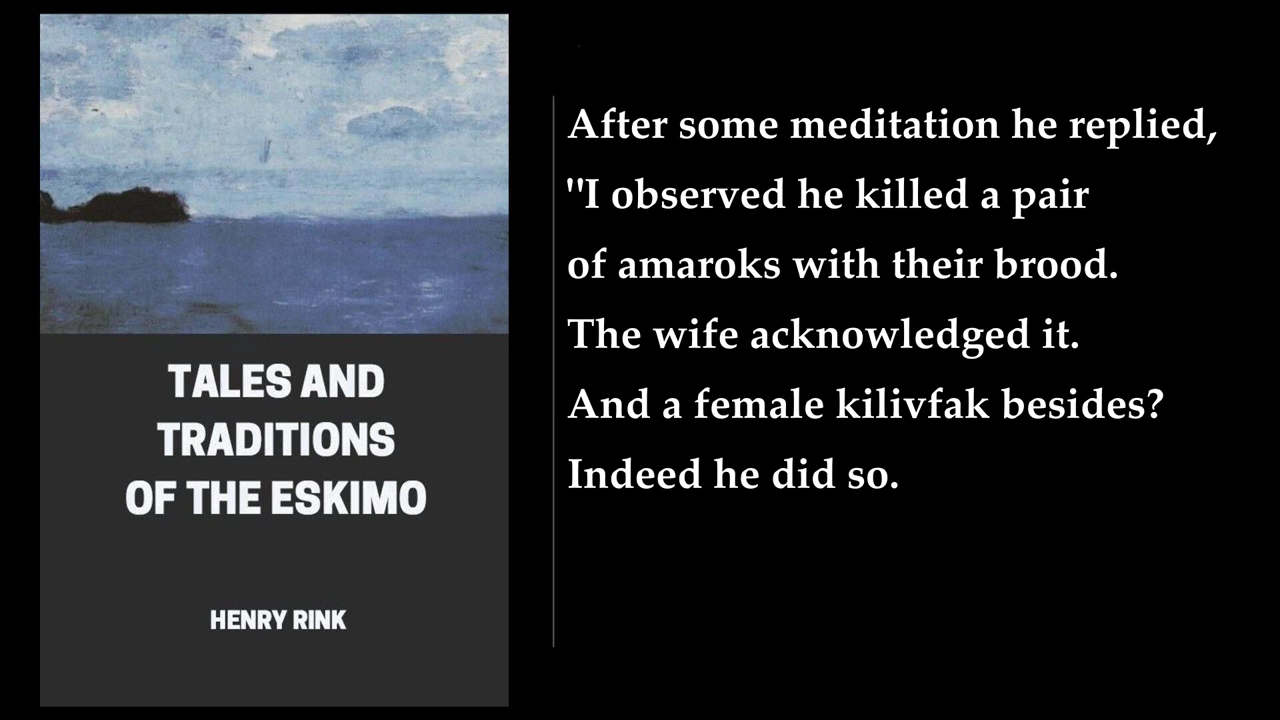 TALES AND
TRADITIONS
OF THE ESKIMO
HENRY RINK
After some meditation he replied,
"I observed he killed a pair
of amaroks with their brood.
The wife acknowledged it.
And a female kilivfak besides?
Indeed he did so.